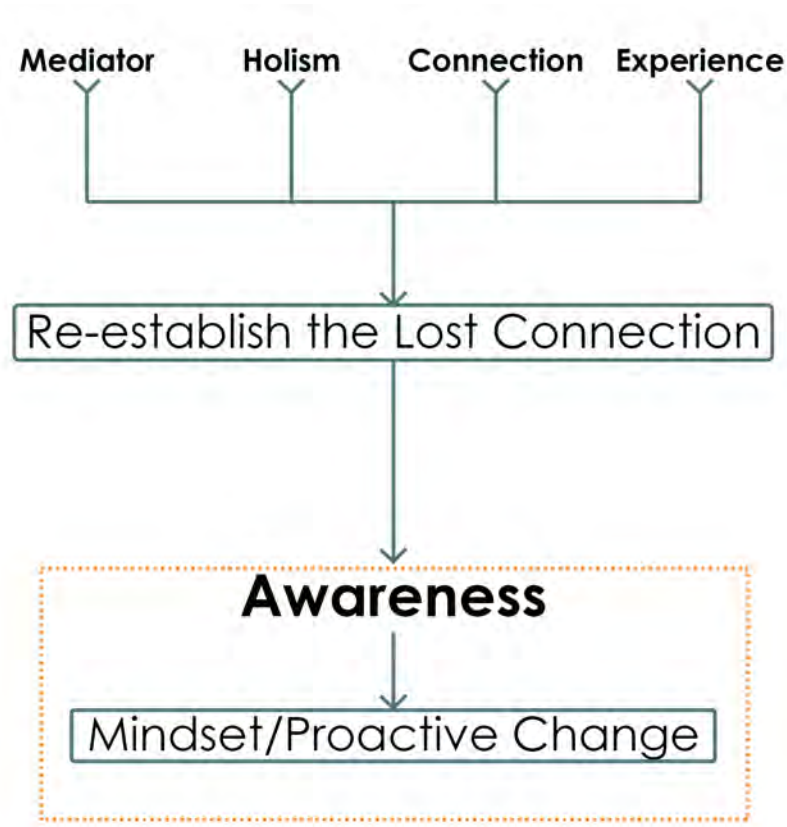 Mediator Holism Connection Experience
Re-establish the Lost Connection
Awareness
Mindset/Proactive Change